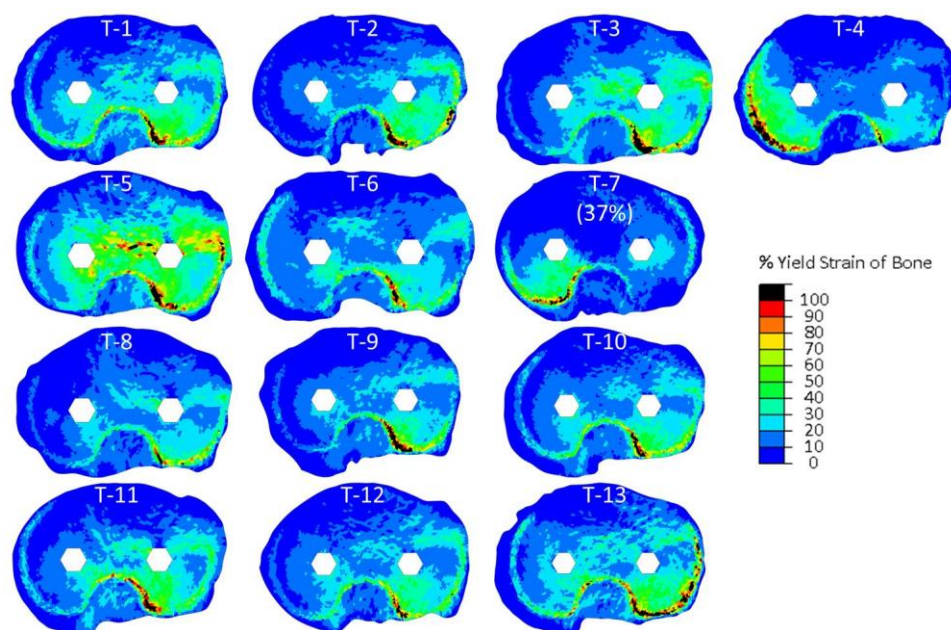 T-1
T-2
T-3
T-4
T-5
T-6
T-7
(37%)
% Yield Strain of Bone
100
90
80
70
60
50
40
30
20
10
0
T-8
T-9
T-10
T-11
T-12
T-13